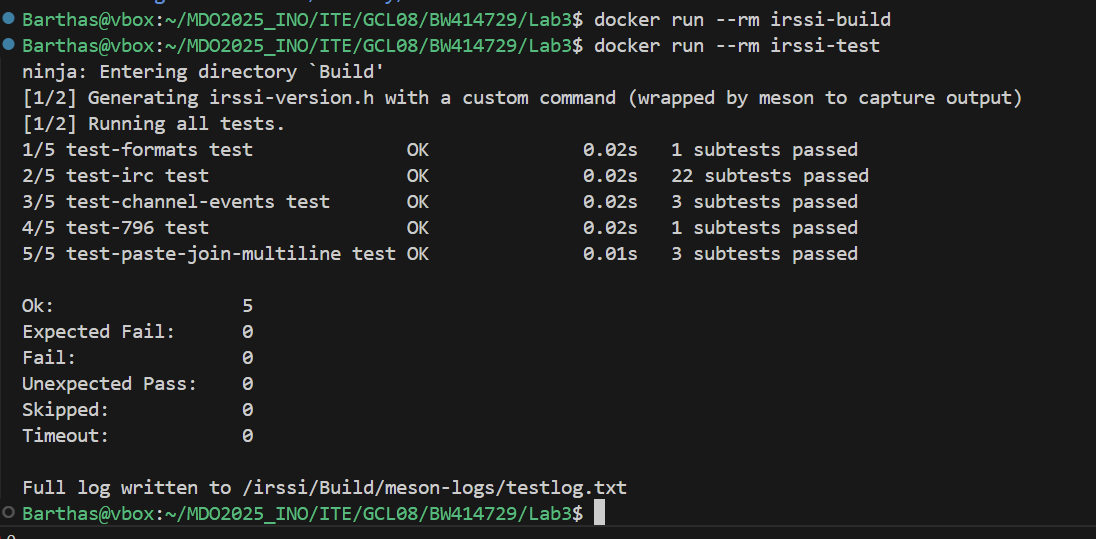 Barthas@vbox:~/MDO2025_INO/ITE/GCL08/BW414729/Lab3$ docker run --rm irssi-build
Barthas@vbox:~/MDO2025_INO/ITE/GCL08/BW414729/Lab3$ docker run --rm irssi-test
ninja: Entering directory `Build'
[1/2] Generating irssi-version.h with a custom command (wrapped by meson to capture output)
[1/2] Running all tests.
1/5 test-formats test              OK              0.02s   1 subtests passed
2/5 test-irc test                  OK              0.02s   22 subtests passed
3/5 test-channel-events test       OK              0.02s   3 subtests passed
4/5 test-796 test                  OK              0.02s   1 subtests passed
5/5 test-paste-join-multiline test OK              0.01s   3 subtests passed
Ok:                 5
Expected Fail:      0
Fail:               0
Unexpected Pass:    0
Skipped:            0
Timeout:            0
Full log written to /irssi/Build/meson-logs/testlog.txt
Barthas@vbox:~/MDO2025_INO/ITE/GCL08/BW414729/Lab3$